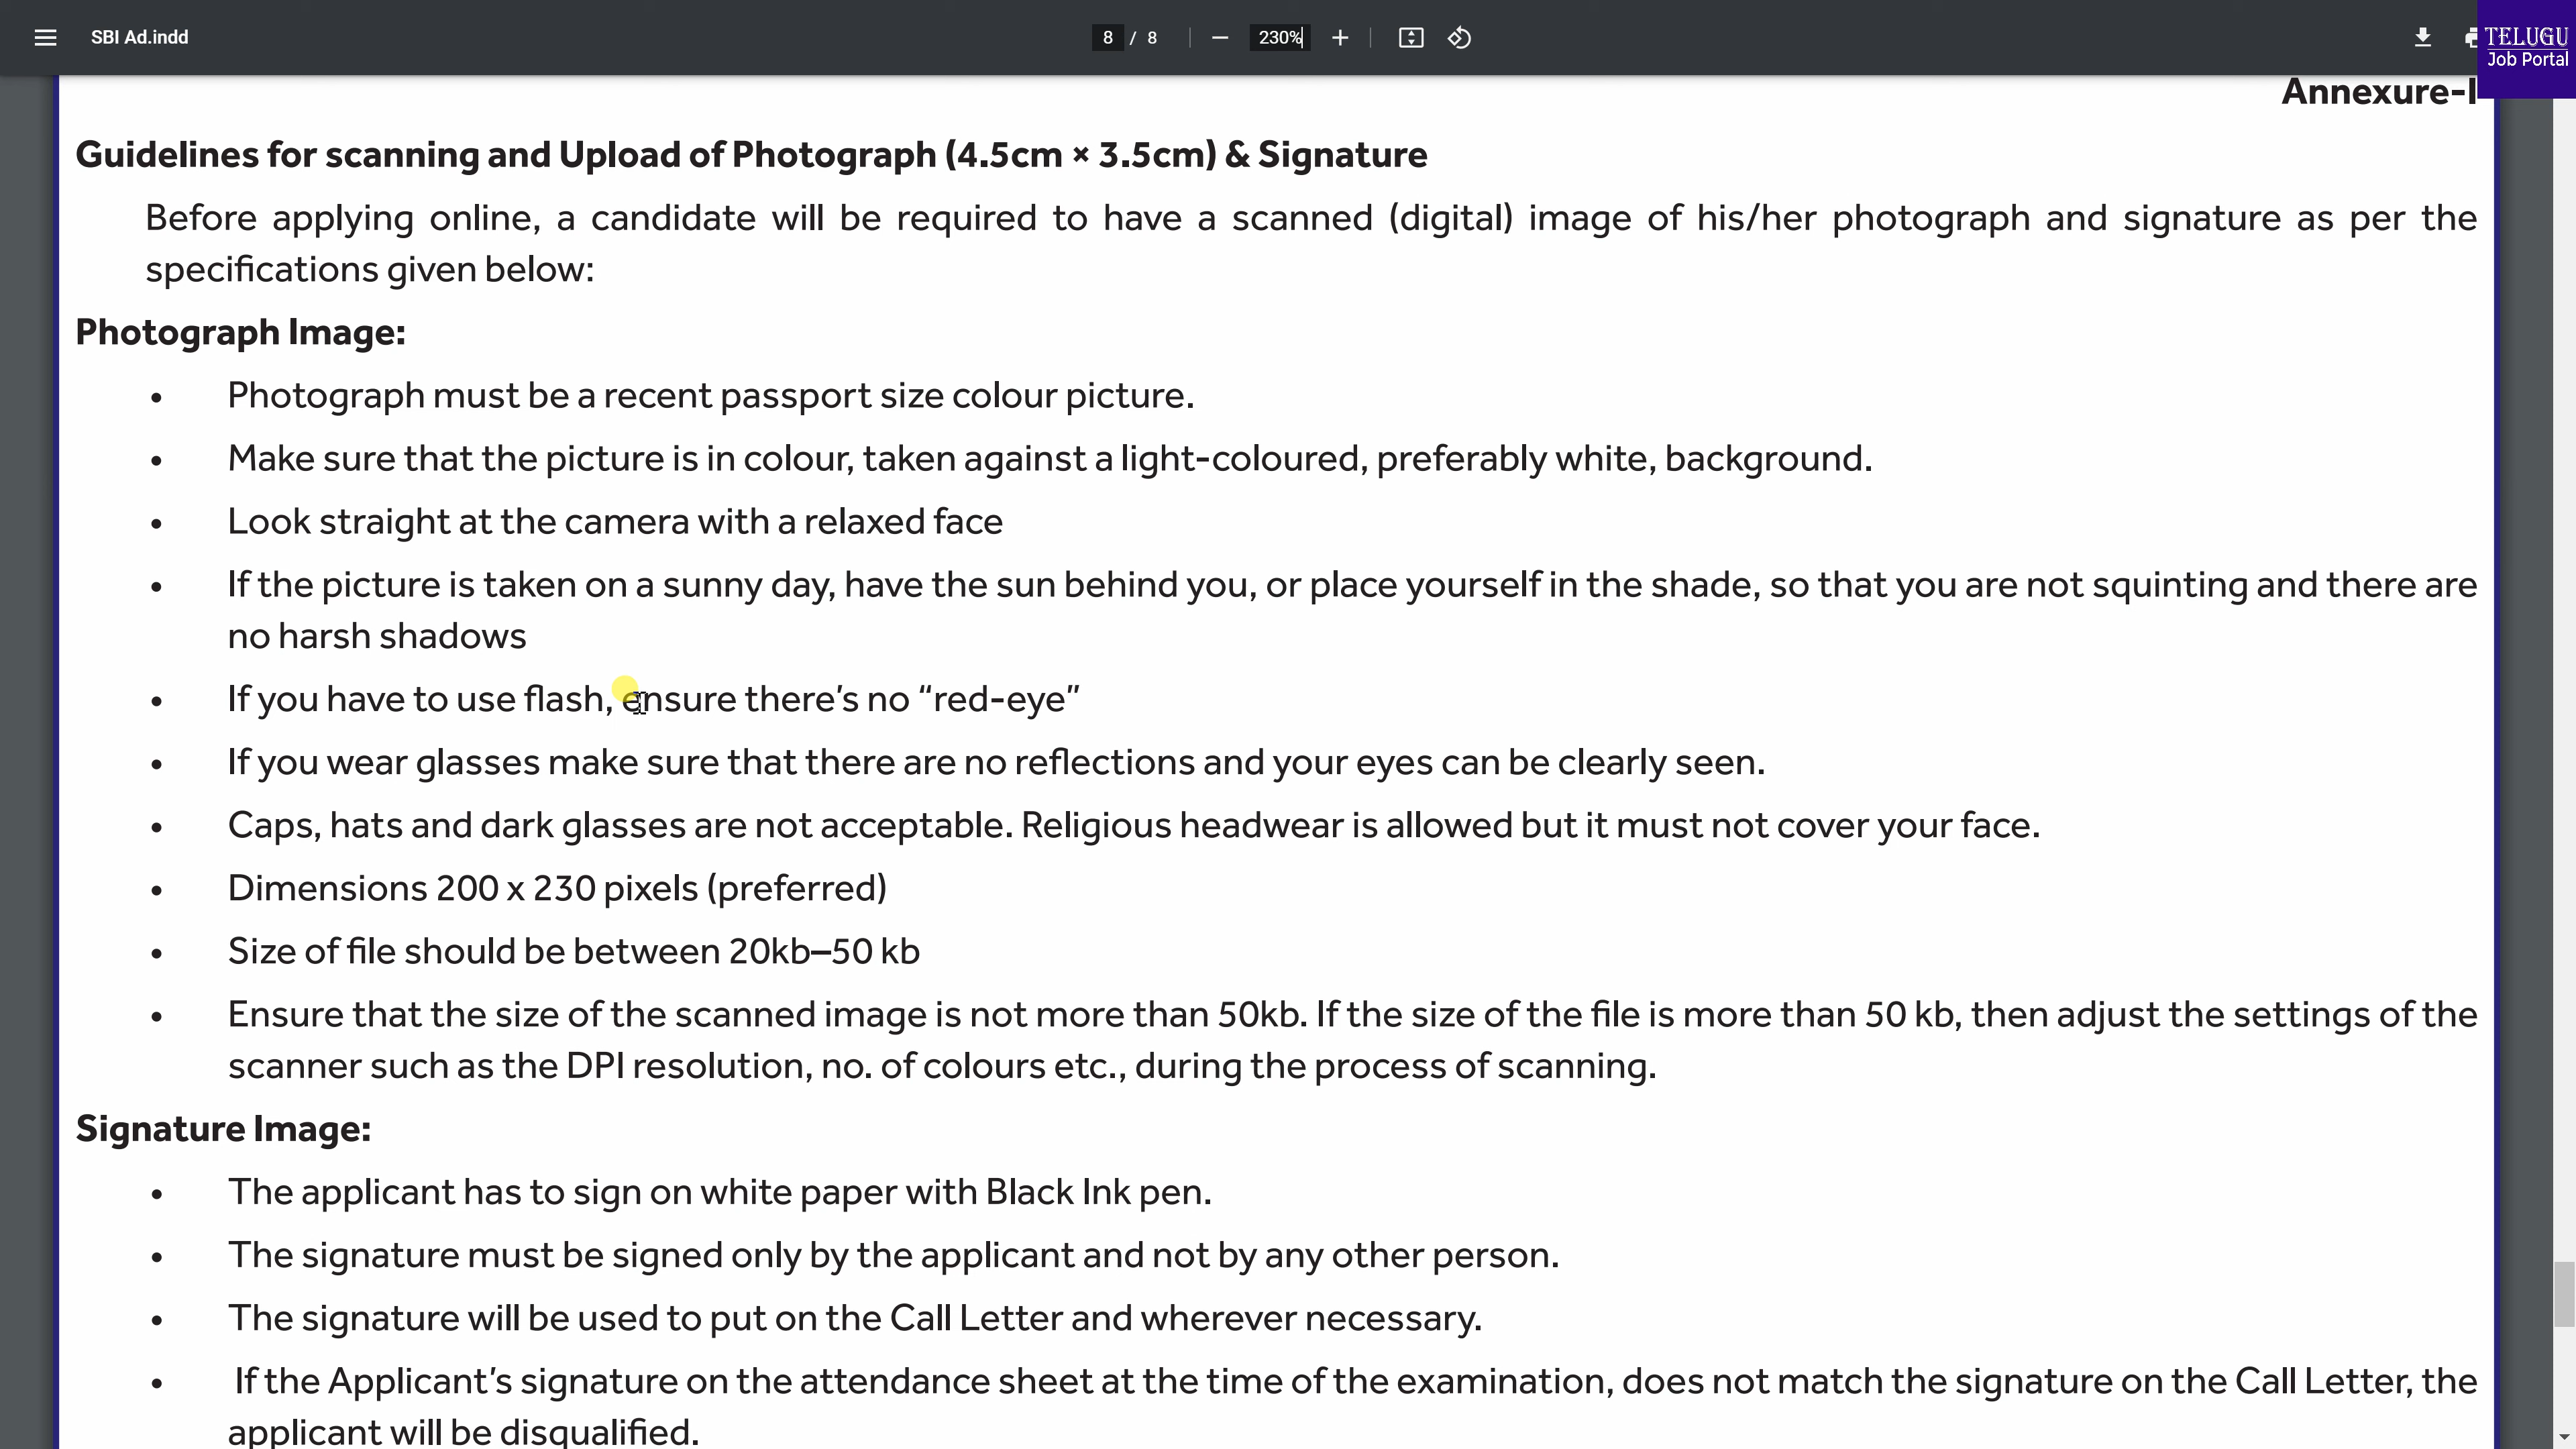 SBI Ad.indd
8 / 8
230%
TELUGU
Job Portal
Annexure-I
Guidelines for scanning and Upload of Photograph (4.5cm × 3.5cm) & Signature
Before applying online, a candidate will be required to have a scanned (digital) image of his/her photograph and signature as per the
specifications given below:
Photograph Image:
• Photograph must be a recent passport size colour picture.
• Make sure that the picture is in colour, taken against a light-coloured, preferably white, background.
• Look straight at the camera with a relaxed face
• If the picture is taken on a sunny day, have the sun behind you, or place yourself in the shade, so that you are not squinting and there are
no harsh shadows
• If you have to use flash, ensure there’s no “red-eye”
• If you wear glasses make sure that there are no reflections and your eyes can be clearly seen.
• Caps, hats and dark glasses are not acceptable. Religious headwear is allowed but it must not cover your face.
• Dimensions 200 x 230 pixels (preferred)
• Size of file should be between 20kb–50 kb
• Ensure that the size of the scanned image is not more than 50kb. If the size of the file is more than 50 kb, then adjust the settings of the
scanner such as the DPI resolution, no. of colours etc., during the process of scanning.
Signature Image:
• The applicant has to sign on white paper with Black Ink pen.
• The signature must be signed only by the applicant and not by any other person.
• The signature will be used to put on the Call Letter and wherever necessary.
• If the Applicant’s signature on the attendance sheet at the time of the examination, does not match the signature on the Call Letter, the
applicant will be disqualified.